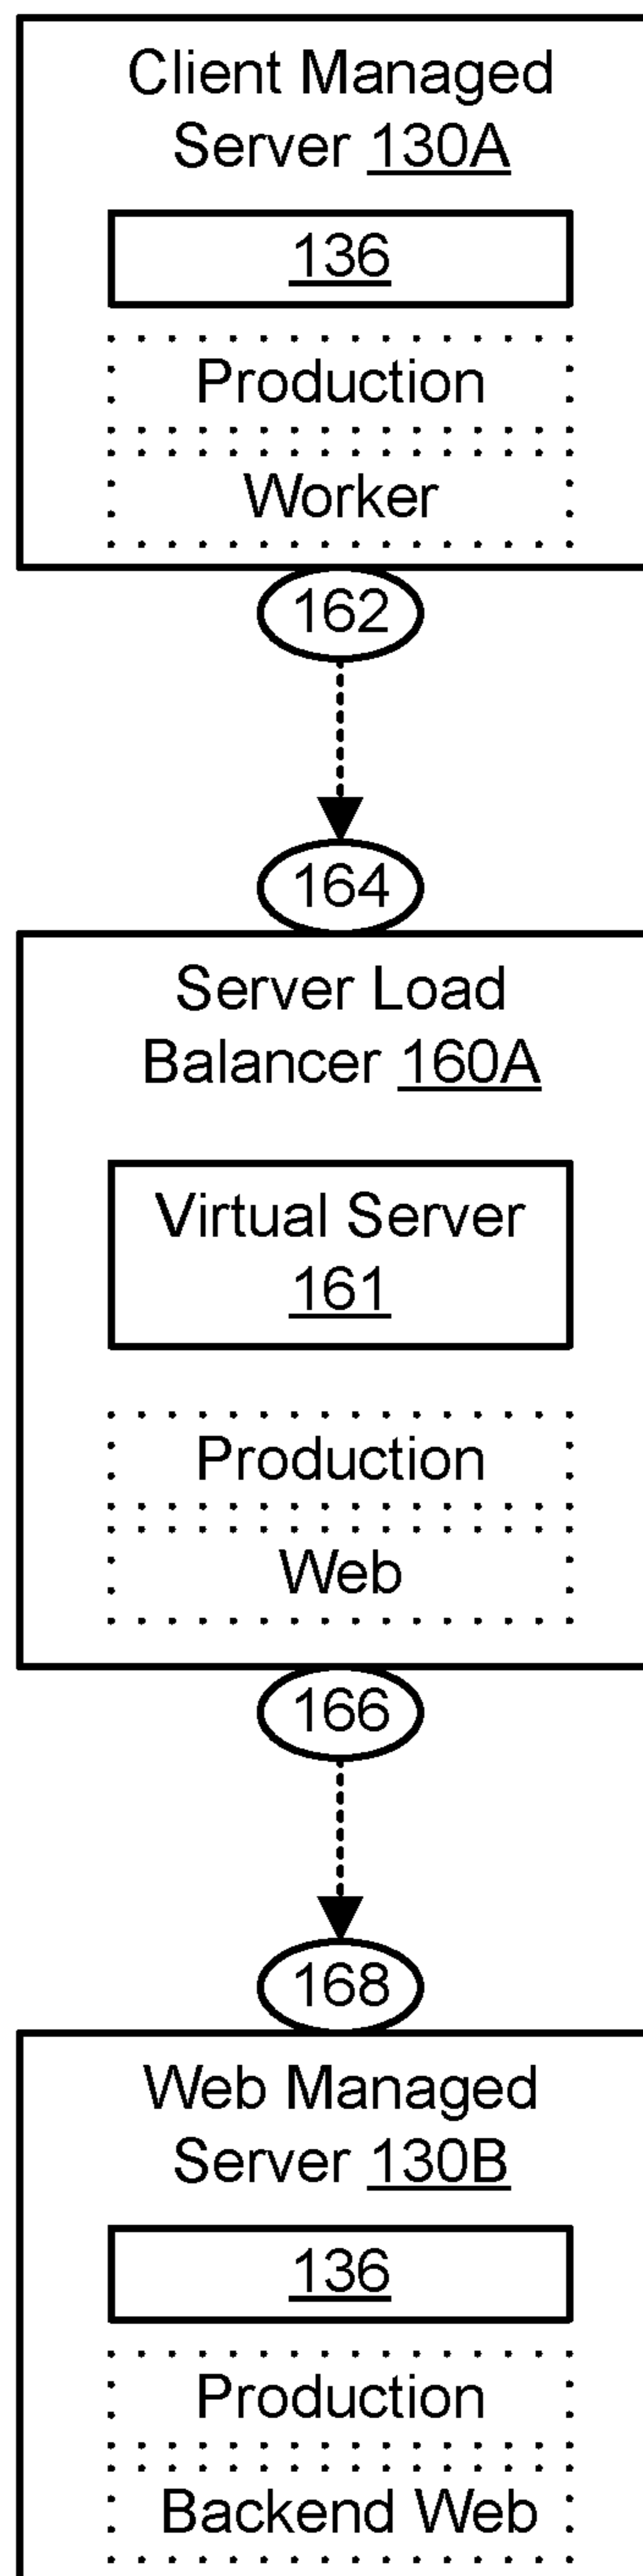 Client Managed
Server 130A
136
Production
Worker
162
164
Server Load
Balancer 160A
Virtual Server
161
Production
Web
166
168
Web Managed
Server 130B
136
Production
Backend Web